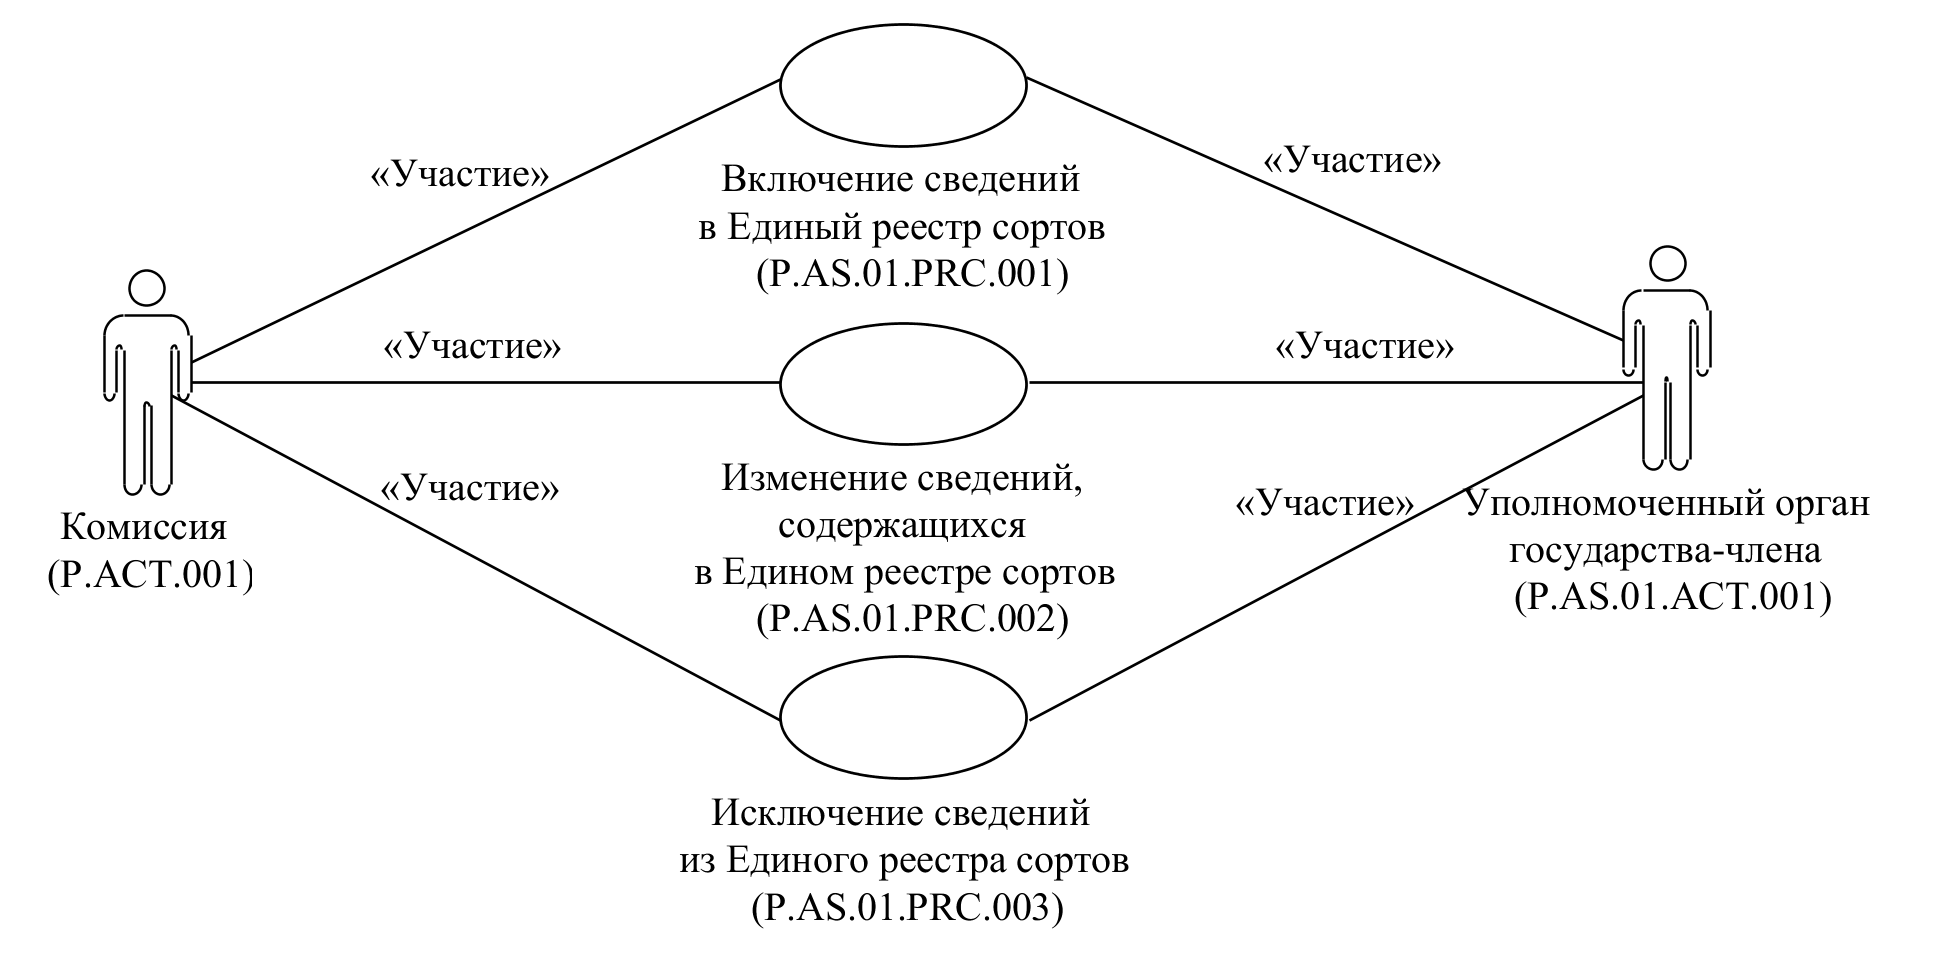 «Участие»
«Участие»
Включение сведений
в Единый реестр сортов
(P.AS.01.PRC.001)
«Участие»
«Участие»
Изменение сведений,
содержащихся
в Едином реестре сортов
(P.AS.01.PRC.002)
«Участие»
«Участие»
Комиссия
(P.ACT.001)
Уполномоченный орган
государства-члена
(P.AS.01.ACT.001)
Исключение сведений
из Единого реестра сортов
(P.AS.01.PRC.003)